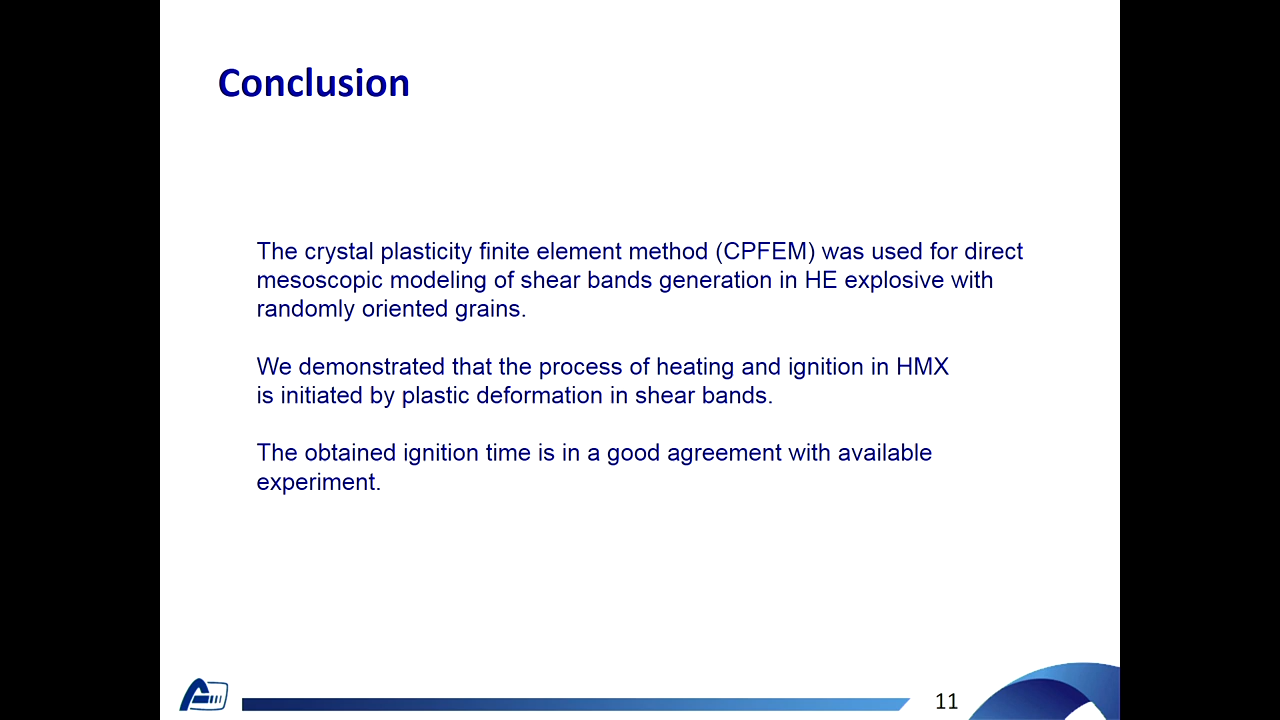 Conclusion
The crystal plasticity finite element method (CPFEM) was used for direct
mesoscopic modeling of shear bands generation in HE explosive with
randomly oriented grains.
We demonstrated that the process of heating and ignition in HMX
is initiated by plastic deformation in shear bands.
The obtained ignition time is in a good agreement with available
experiment.
11